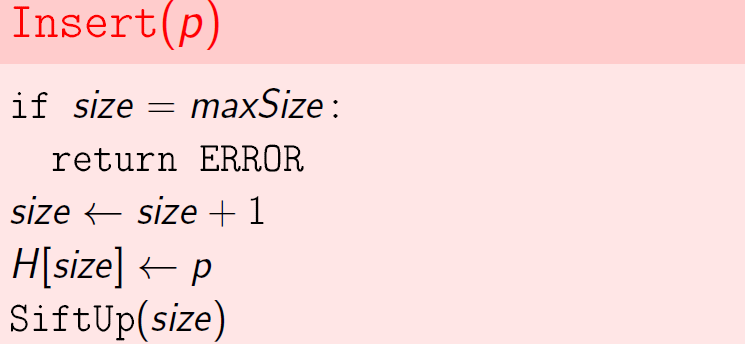 Insert(p)
if size = maxSize:
return ERROR
size ← size + 1
H[size] ← p
SiftUp(size)